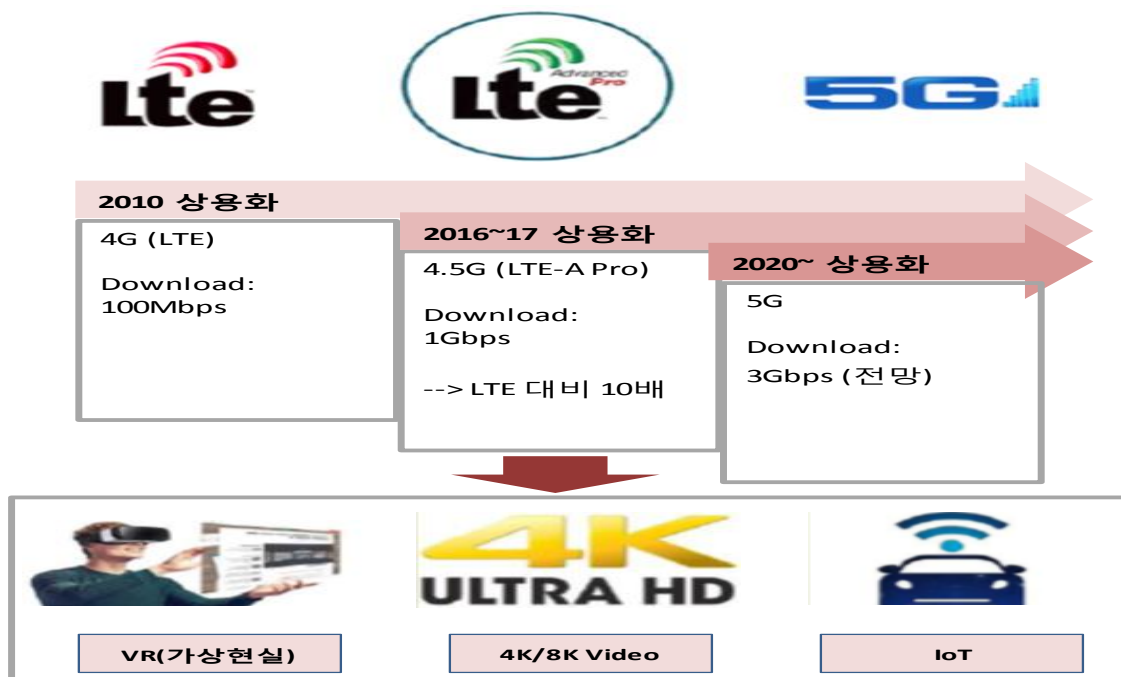 Lte
Lte Advanced Pro
5G
2010 상용화
4G (LTE)
Download:
100Mbps
2016~17 상용화
4.5G (LTE-A Pro)
Download:
1Gbps
--> LTE 대비 10배
2020~ 상용화
5G
Download:
3Gbps (전망)
4K
ULTRA HD
VR(가상현실)
4K/8K Video
IoT